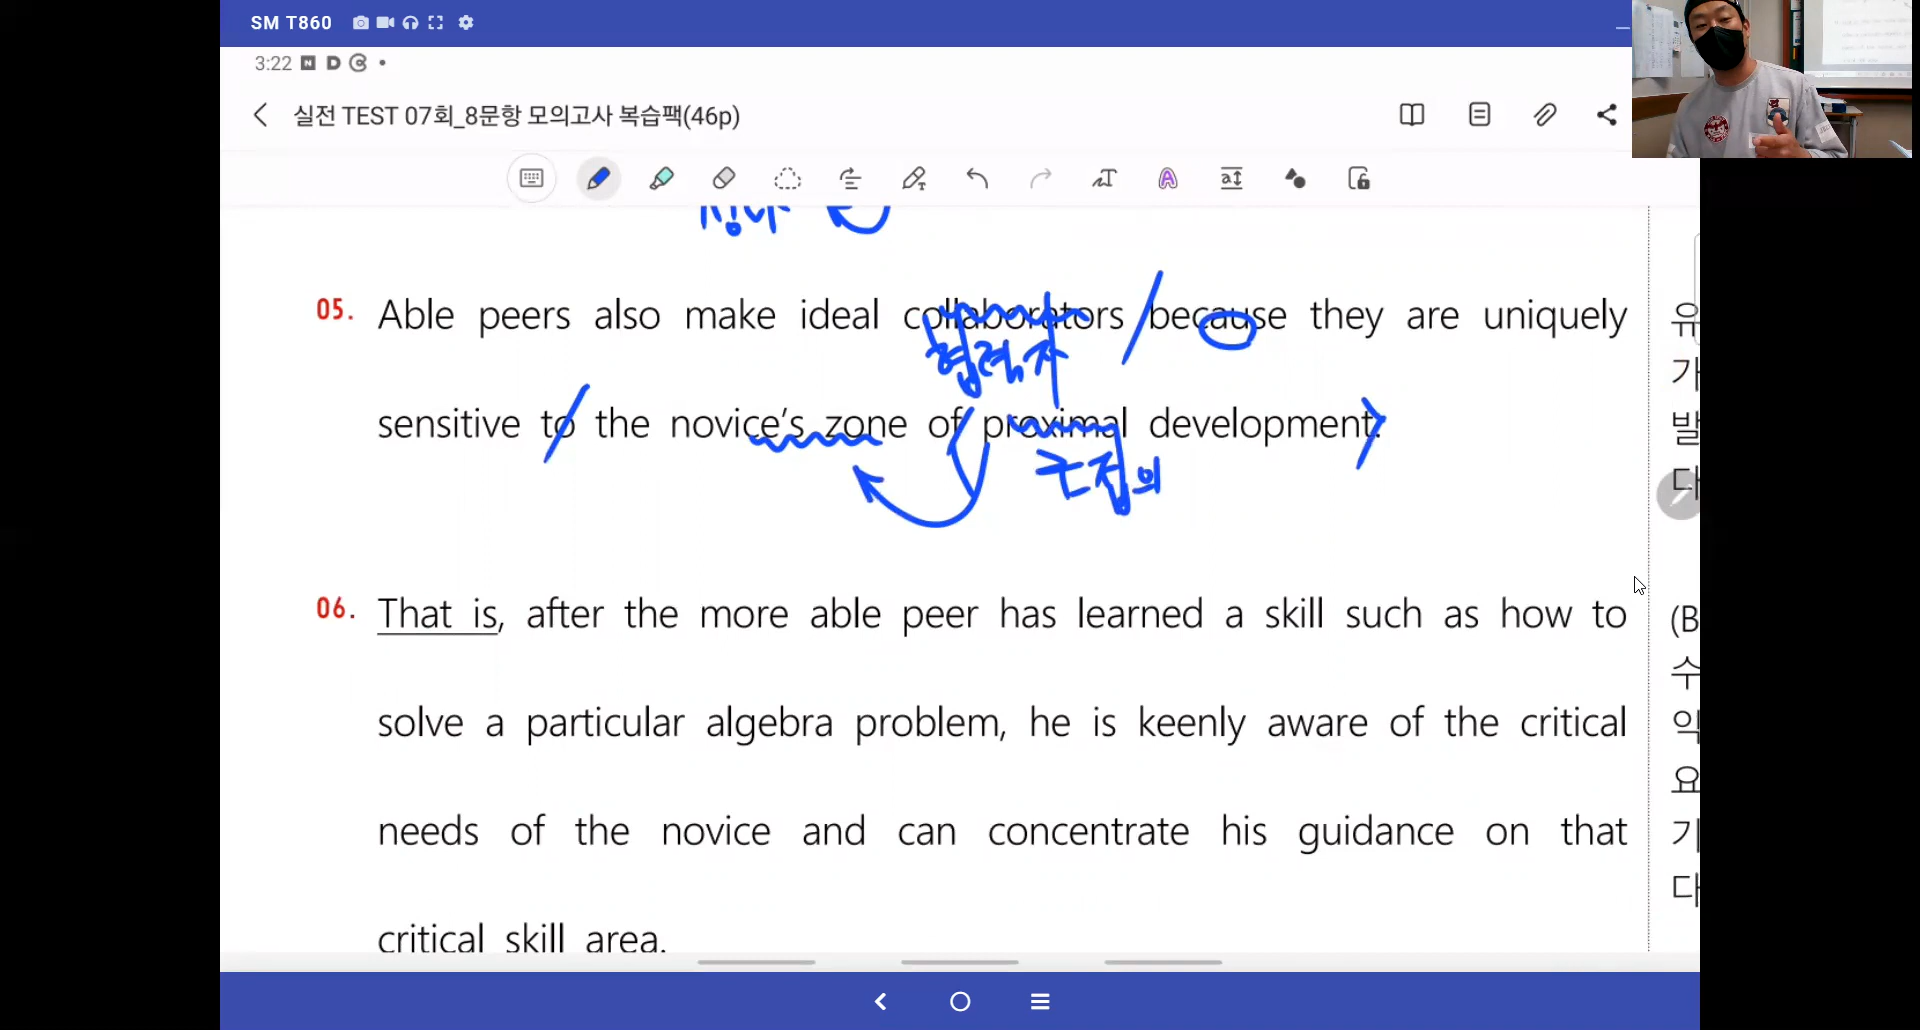 SM T860
3:22
실전 TEST 07회_8문항 모의고사 복습팩(46p)
05. Able peers also make ideal collaborators because they are uniquely
협력자
sensitive to the novice's zone of proximal development.
근접의
06. That is, after the more able peer has learned a skill such as how to
solve a particular algebra problem, he is keenly aware of the critical
needs of the novice and can concentrate his guidance on that
critical skill area.
유
가
발
다
(B
수
익
요
기
다